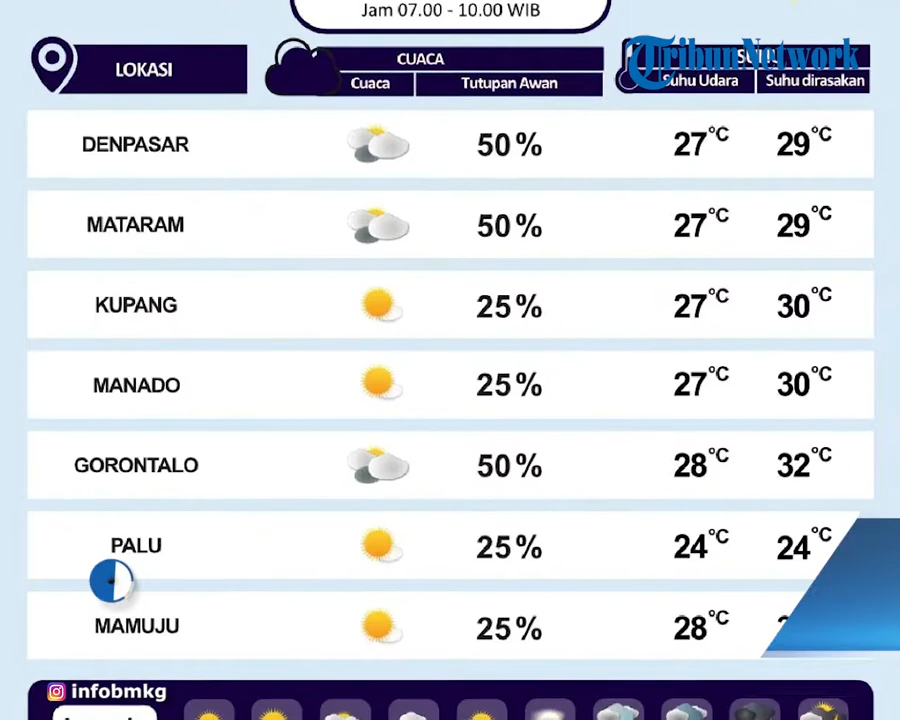 Jam 07.00 - 10.00 WIB
TribunNetwork
LOKASI
CUACA
Cuaca Tutupan Awan
Suhu Udara Suhu dirasakan
DENPASAR 50% 27°C 29°C
MATARAM 50% 27°C 29°C
KUPANG 25% 27°C 30°C
MANADO 25% 27°C 30°C
GORONTALO 50% 28°C 32°C
PALU 25% 24°C 24°C
MAMUJU 25% 28°C
infobmkg